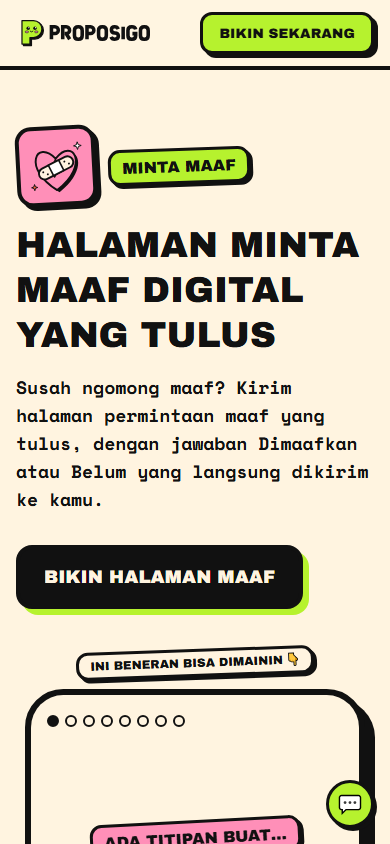 PROPOSIGO
BIKIN SEKARANG
MINTA MAAF
HALAMAN MINTA
MAAF DIGITAL
YANG TULUS
Susah ngomong maaf? Kirim
halaman permintaan maaf yang
tulus, dengan jawaban Dimaafkan
atau Belum yang langsung dikirim
ke kamu.
BIKIN HALAMAN MAAF
INI BENERAN BISA DIMAININ 👇
ADA TITIPAN BUAT...